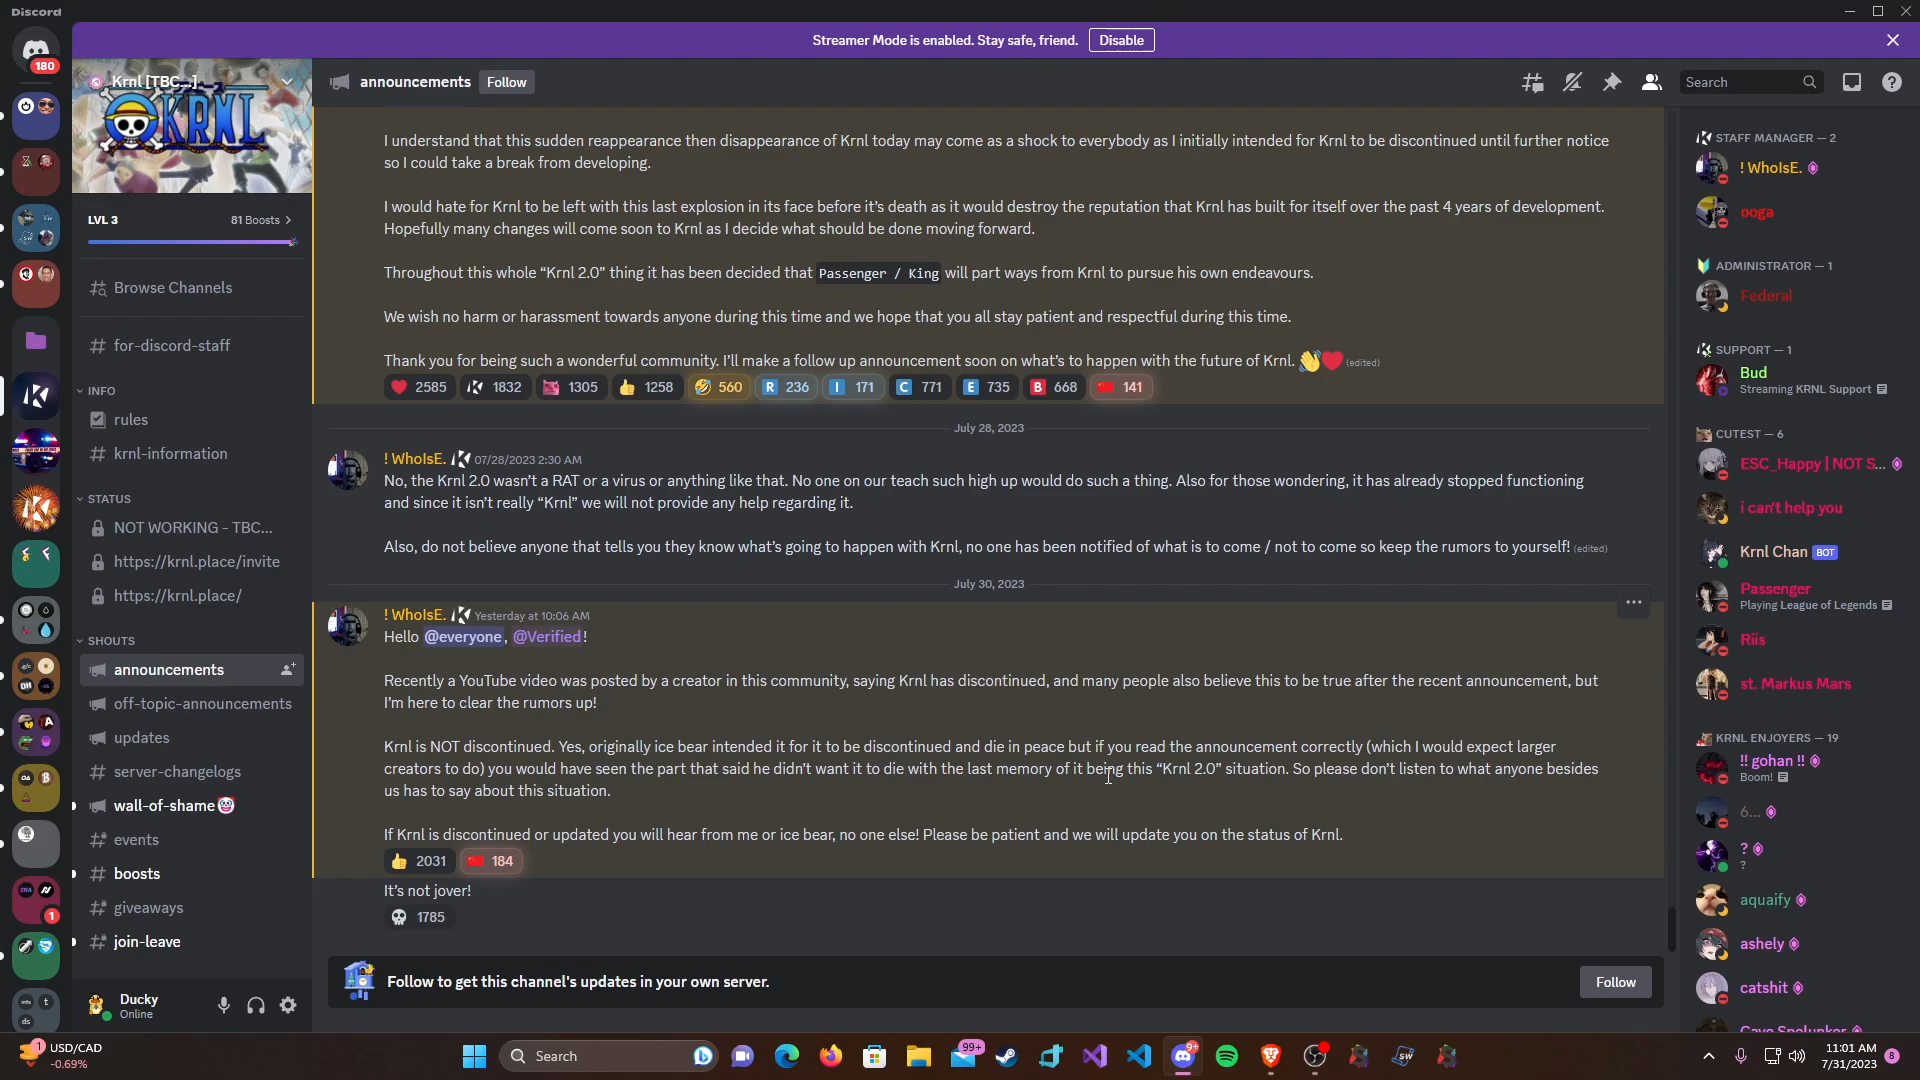 Discord
Streamer Mode is enabled. Stay safe, friend.
Disable
180
Krnl [TBC...]
KRNL
LVL 3
81 Boosts
Browse Channels
for-discord-staff
INFO
rules
krnl-information
STATUS
NOT WORKING - TBC...
https://krnl.place/invite
https://krnl.place/
SHOUTS
announcements
off-topic-announcements
updates
server-changelogs
wall-of-shame🤡
events
boosts
giveaways
join-leave
1
Ducky
Online
announcements
Follow
Search
I understand that this sudden reappearance then disappearance of Krnl today may come as a shock to everybody as I initially intended for Krnl to be discontinued until further notice
so I could take a break from developing.
I would hate for Krnl to be left with this last explosion in its face before it's death as it would destroy the reputation that Krnl has built for itself over the past 4 years of development.
Hopefully many changes will come soon to Krnl as I decide what should be done moving forward.
Throughout this whole “Krnl 2.0” thing it has been decided that Passenger / King will part ways from Krnl to pursue his own endeavours.
We wish no harm or harassment towards anyone during this time and we hope that you all stay patient and respectful during this time.
Thank you for being such a wonderful community. I'll make a follow up announcement soon on what's to happen with the future of Krnl. 👋❤️ (edited)
❤️ 2585 K 1832 1305 👍 1258 🤣 560 R 236 I 171 C 771 E 735 B 668 🇨🇳 141
July 28, 2023
! WhoIsE. 07/28/2023 2:30 AM
No, the Krnl 2.0 wasn't a RAT or a virus or anything like that. No one on our teach such high up would do such a thing. Also for those wondering, it has already stopped functioning
and since it isn't really “Krnl” we will not provide any help regarding it.
Also, do not believe anyone that tells you they know what's going to happen with Krnl, no one has been notified of what is to come / not to come so keep the rumors to yourself! (edited)
July 30, 2023
! WhoIsE. Yesterday at 10:06 AM
Hello @everyone, @Verified!
Recently a YouTube video was posted by a creator in this community, saying Krnl has discontinued, and many people also believe this to be true after the recent announcement, but
I'm here to clear the rumors up!
Krnl is NOT discontinued. Yes, originally ice bear intended it for it to be discontinued and die in peace but if you read the announcement correctly (which I would expect larger
creators to do) you would have seen the part that said he didn't want it to die with the last memory of it being this “Krnl 2.0” situation. So please don't listen to what anyone besides
us has to say about this situation.
If Krnl is discontinued or updated you will hear from me or ice bear, no one else! Please be patient and we will update you on the status of Krnl.
👍 2031 🇨🇳 184
It's not jover!
💀 1785
Follow to get this channel's updates in your own server.
Follow
STAFF MANAGER — 2
! WhoIsE.
ooga
ADMINISTRATOR — 1
Federal
SUPPORT — 1
Bud
Streaming KRNL Support
CUTEST — 6
ESC_Happy | NOT S...
i can't help you
Krnl Chan BOT
Passenger
Playing League of Legends
Riis
st. Markus Mars
KRNL ENJOYERS — 19
!! gohan !!
Boom!
6...
?
?
aquaify
ashely
catshit
Cave Spelunker
1
USD/CAD
-0.69%
Search
99+
9+
11:01 AM
7/31/2023
8